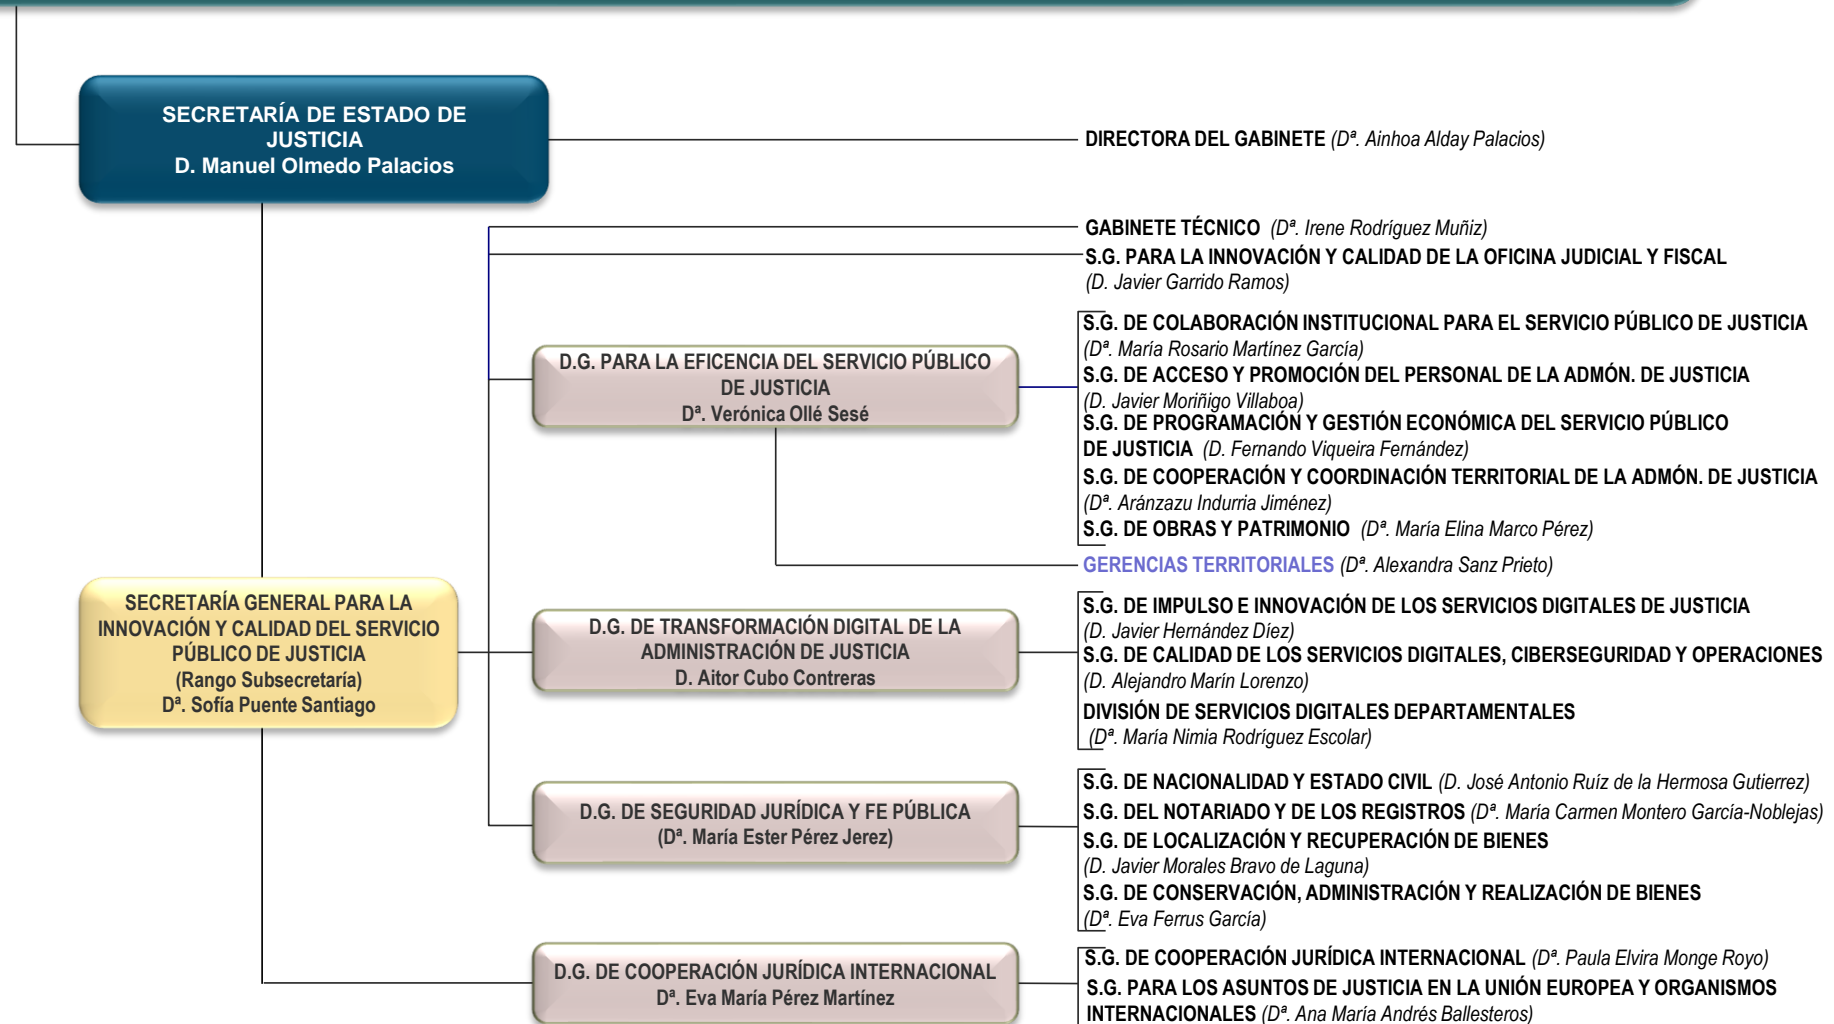 SECRETARÍA DE ESTADO DE
JUSTICIA
D. Manuel Olmedo Palacios
DIRECTORA DEL GABINETE (Dª. Ainhoa Alday Palacios)
GABINETE TÉCNICO (Dª. Irene Rodríguez Muñiz)
S.G. PARA LA INNOVACIÓN Y CALIDAD DE LA OFICINA JUDICIAL Y FISCAL
(D. Javier Garrido Ramos)
D.G. PARA LA EFICENCIA DEL SERVICIO PÚBLICO
DE JUSTICIA
Dª. Verónica Ollé Sesé
S.G. DE COLABORACIÓN INSTITUCIONAL PARA EL SERVICIO PÚBLICO DE JUSTICIA
(Dª. María Rosario Martínez García)
S.G. DE ACCESO Y PROMOCIÓN DEL PERSONAL DE LA ADMÓN. DE JUSTICIA
(D. Javier Moriñigo Villaboa)
S.G. DE PROGRAMACIÓN Y GESTIÓN ECONÓMICA DEL SERVICIO PÚBLICO
DE JUSTICIA (D. Fernando Viqueira Fernández)
S.G. DE COOPERACIÓN Y COORDINACIÓN TERRITORIAL DE LA ADMÓN. DE JUSTICIA
(Dª. Aránzazu Indurria Jiménez)
S.G. DE OBRAS Y PATRIMONIO (Dª. María Elina Marco Pérez)
GERENCIAS TERRITORIALES (Dª. Alexandra Sanz Prieto)
SECRETARÍA GENERAL PARA LA
INNOVACIÓN Y CALIDAD DEL SERVICIO
PÚBLICO DE JUSTICIA
(Rango Subsecretaría)
Dª. Sofía Puente Santiago
D.G. DE TRANSFORMACIÓN DIGITAL DE LA
ADMINISTRACIÓN DE JUSTICIA
D. Aitor Cubo Contreras
S.G. DE IMPULSO E INNOVACIÓN DE LOS SERVICIOS DIGITALES DE JUSTICIA
(D. Javier Hernández Díez)
S.G. DE CALIDAD DE LOS SERVICIOS DIGITALES, CIBERSEGURIDAD Y OPERACIONES
(D. Alejandro Marín Lorenzo)
DIVISIÓN DE SERVICIOS DIGITALES DEPARTAMENTALES
(Dª. María Nimia Rodríguez Escolar)
D.G. DE SEGURIDAD JURÍDICA Y FE PÚBLICA
(Dª. María Ester Pérez Jerez)
S.G. DE NACIONALIDAD Y ESTADO CIVIL (D. José Antonio Ruíz de la Hermosa Gutierrez)
S.G. DEL NOTARIADO Y DE LOS REGISTROS (Dª. María Carmen Montero García-Noblejas)
S.G. DE LOCALIZACIÓN Y RECUPERACIÓN DE BIENES
(D. Javier Morales Bravo de Laguna)
S.G. DE CONSERVACIÓN, ADMINISTRACIÓN Y REALIZACIÓN DE BIENES
(Dª. Eva Ferrus García)
D.G. DE COOPERACIÓN JURÍDICA INTERNACIONAL
Dª. Eva María Pérez Martínez
S.G. DE COOPERACIÓN JURÍDICA INTERNACIONAL (Dª. Paula Elvira Monge Royo)
S.G. PARA LOS ASUNTOS DE JUSTICIA EN LA UNIÓN EUROPEA Y ORGANISMOS
INTERNACIONALES (Dª. Ana María Andrés Ballesteros)